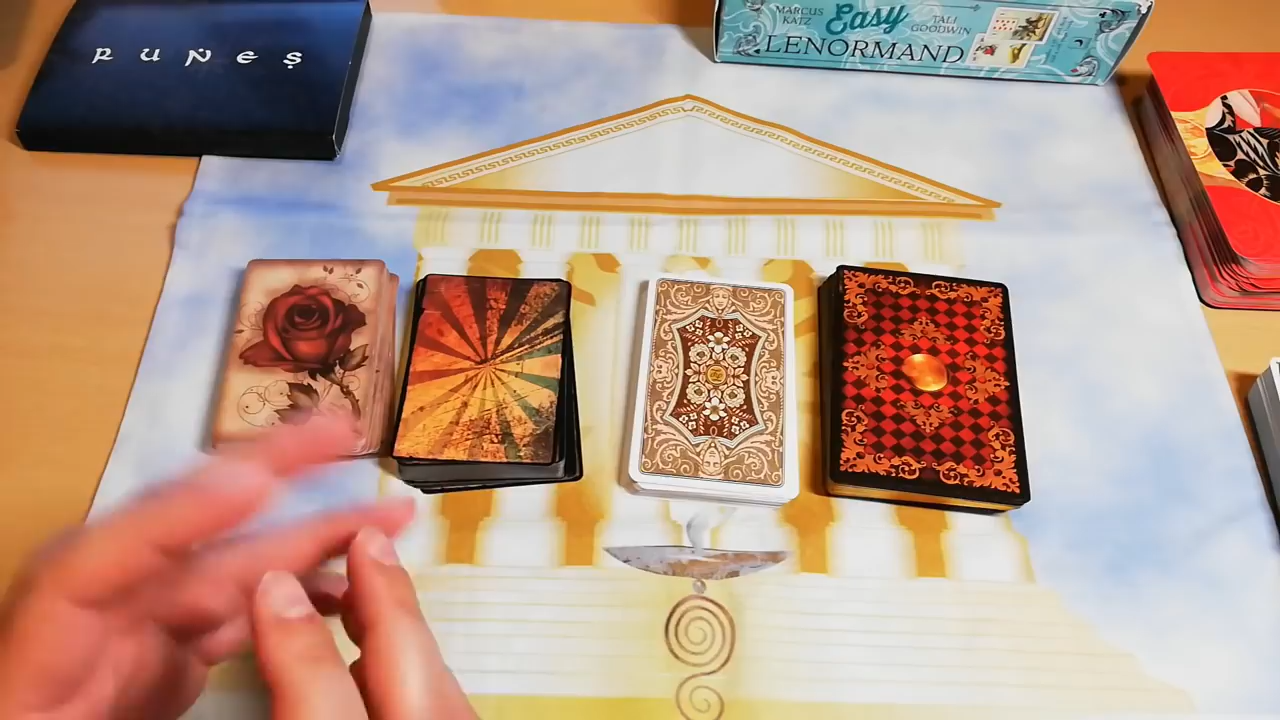 RUNES
MARCUS KATZ
Easy
TALI GOODWIN
LENORMAND